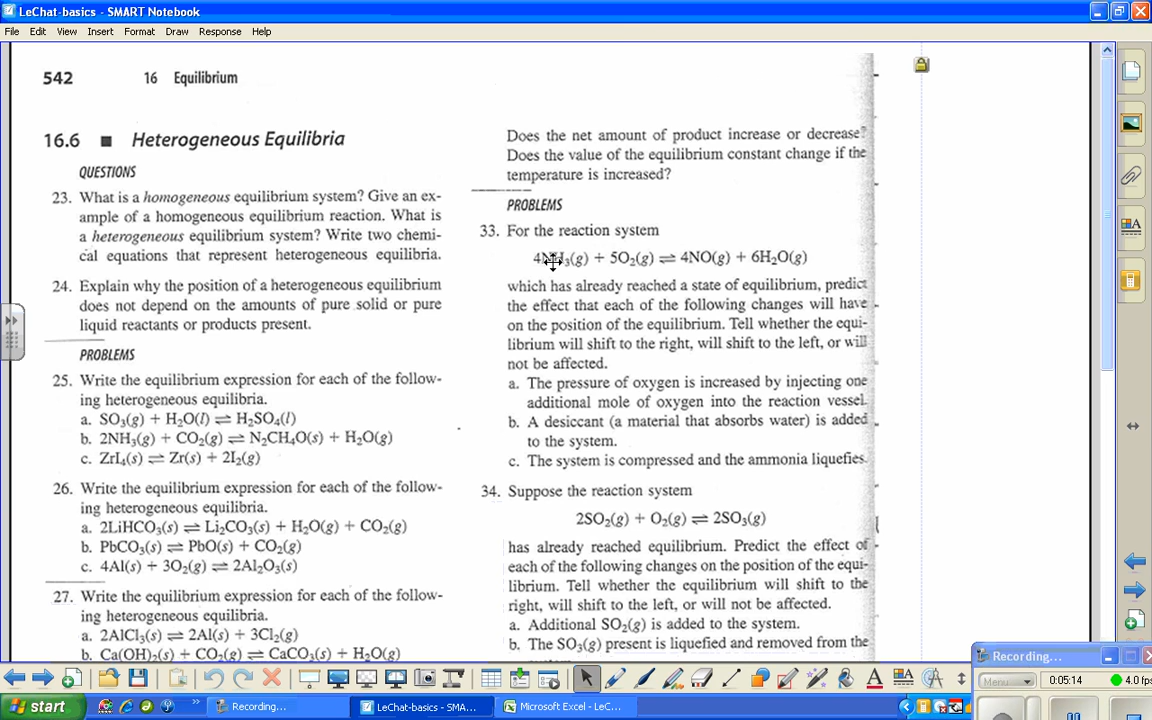 LeChat-basics - SMART Notebook
File Edit View Insert Format Draw Response Help
542 16 Equilibrium
16.6 ■ Heterogeneous Equilibria
QUESTIONS
23. What is a homogeneous equilibrium system? Give an ex-
ample of a homogeneous equilibrium reaction. What is
a heterogeneous equilibrium system? Write two chemi-
cal equations that represent heterogeneous equilibria.
24. Explain why the position of a heterogeneous equilibrium
does not depend on the amounts of pure solid or pure
liquid reactants or products present.
PROBLEMS
25. Write the equilibrium expression for each of the follow-
ing heterogeneous equilibria.
a. SO₃(g) + H₂O(l) ⇌ H₂SO₄(l)
b. 2NH₃(g) + CO₂(g) ⇌ N₂CH₄O(s) + H₂O(g)
c. ZrI₄(s) ⇌ Zr(s) + 2I₂(g)
26. Write the equilibrium expression for each of the follow-
ing heterogeneous equilibria.
a. 2LiHCO₃(s) ⇌ Li₂CO₃(s) + H₂O(g) + CO₂(g)
b. PbCO₃(s) ⇌ PbO(s) + CO₂(g)
c. 4Al(s) + 3O₂(g) ⇌ 2Al₂O₃(s)
27. Write the equilibrium expression for each of the follow-
ing heterogeneous equilibria.
a. 2AlCl₃(s) ⇌ 2Al(s) + 3Cl₂(g)
b. Ca(OH)₂(s) + CO₂(g) ⇌ CaCO₃(s) + H₂O(g)
Does the net amount of product increase or decrease?
Does the value of the equilibrium constant change if the
temperature is increased?
PROBLEMS
33. For the reaction system
4NH₃(g) + 5O₂(g) ⇌ 4NO(g) + 6H₂O(g)
which has already reached a state of equilibrium, predict
the effect that each of the following changes will have
on the position of the equilibrium. Tell whether the equi-
librium will shift to the right, will shift to the left, or will
not be affected.
a. The pressure of oxygen is increased by injecting one
additional mole of oxygen into the reaction vessel.
b. A desiccant (a material that absorbs water) is added
to the system.
c. The system is compressed and the ammonia liquefies.
34. Suppose the reaction system
2SO₂(g) + O₂(g) ⇌ 2SO₃(g)
has already reached equilibrium. Predict the effect of
each of the following changes on the position of the equi-
librium. Tell whether the equilibrium will shift to the
right, will shift to the left, or will not be affected.
a. Additional SO₂(g) is added to the system.
b. The SO₃(g) present is liquefied and removed from the
Recording...
Menu 0:05:14 4.0 fps
start Recording... LeChat-basics - SMA... Microsoft Excel - LeC...